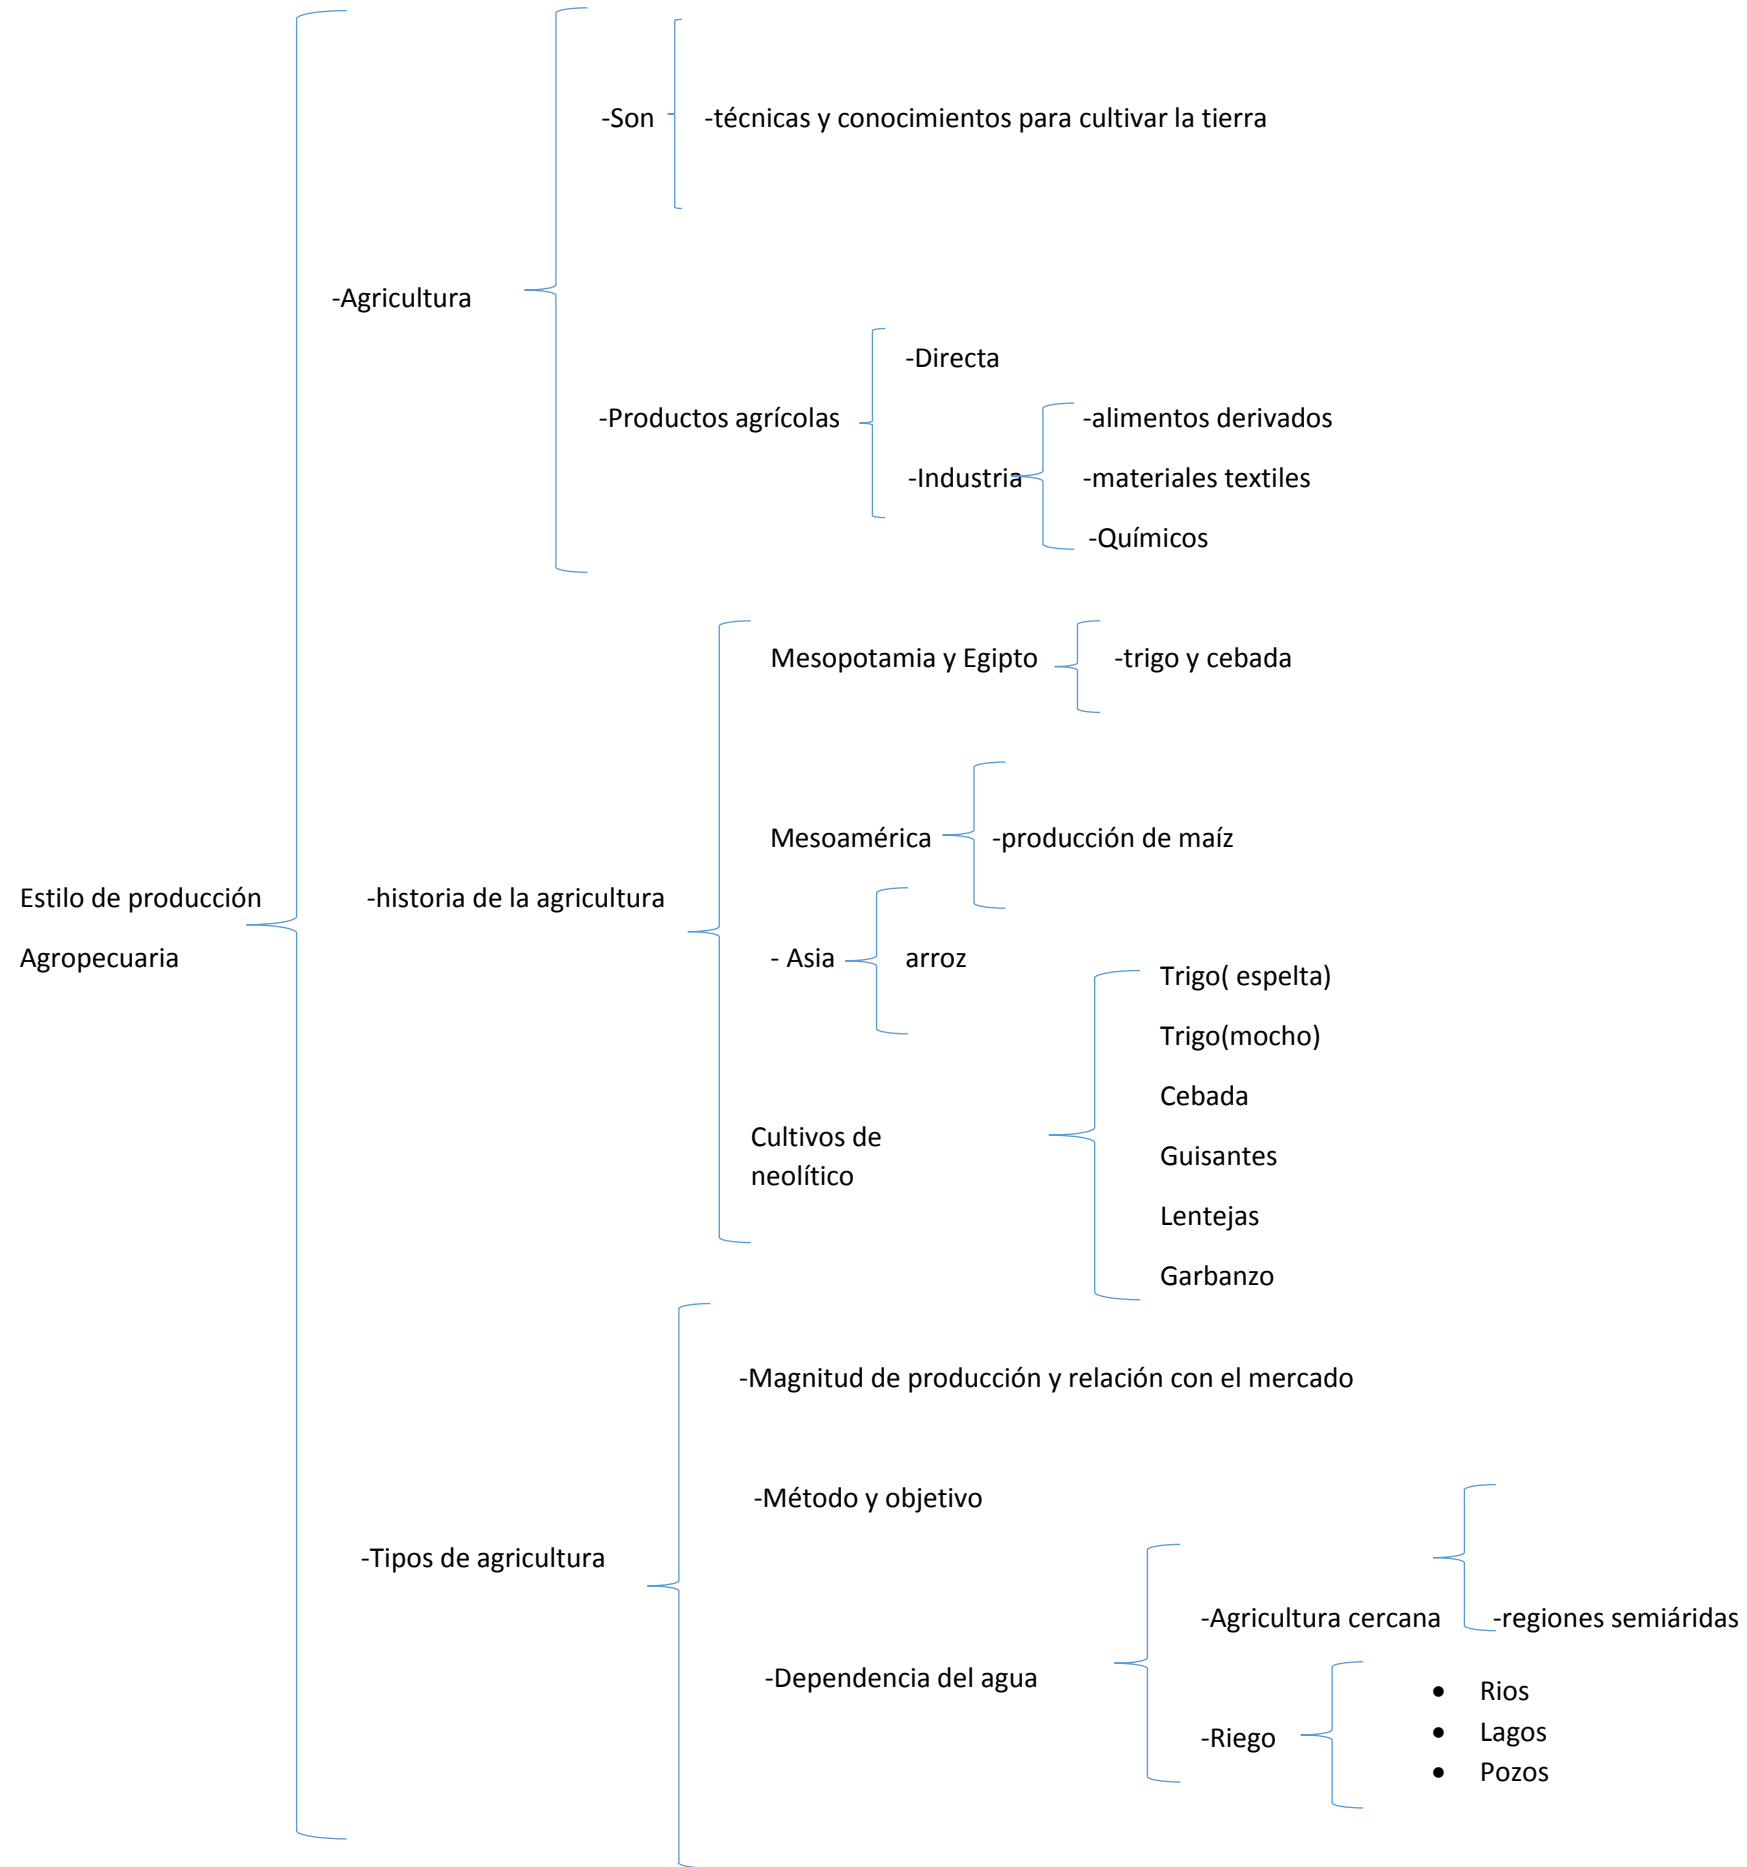 -Son
-técnicas y conocimientos para cultivar la tierra
-Agricultura
-Directa
-Productos agrícolas
-alimentos derivados
-Industria
-materiales textiles
-Químicos
Mesopotamia y Egipto
-trigo y cebada
Mesoamérica
-producción de maíz
Estilo de producción
Agropecuaria
-historia de la agricultura
- Asia
arroz
Cultivos de
neolítico
Trigo( espelta)
Trigo(mocho)
Cebada
Guisantes
Lentejas
Garbanzo
-Magnitud de producción y relación con el mercado
-Método y objetivo
-Tipos de agricultura
-Dependencia del agua
-Agricultura cercana
-regiones semiáridas
-Riego
• Rios
• Lagos
• Pozos